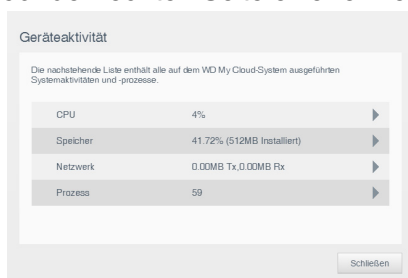 Geräteaktivität
Die nachstehende Liste enthält alle auf dem WD My Cloud-System ausgeführten
Systemaktivitäten und -prozesse.
CPU 4%
Speicher 41.72% (512MB Installiert)
Netzwerk 0.00MB Tx,0.00MB Rx
Prozess 59
Schließen